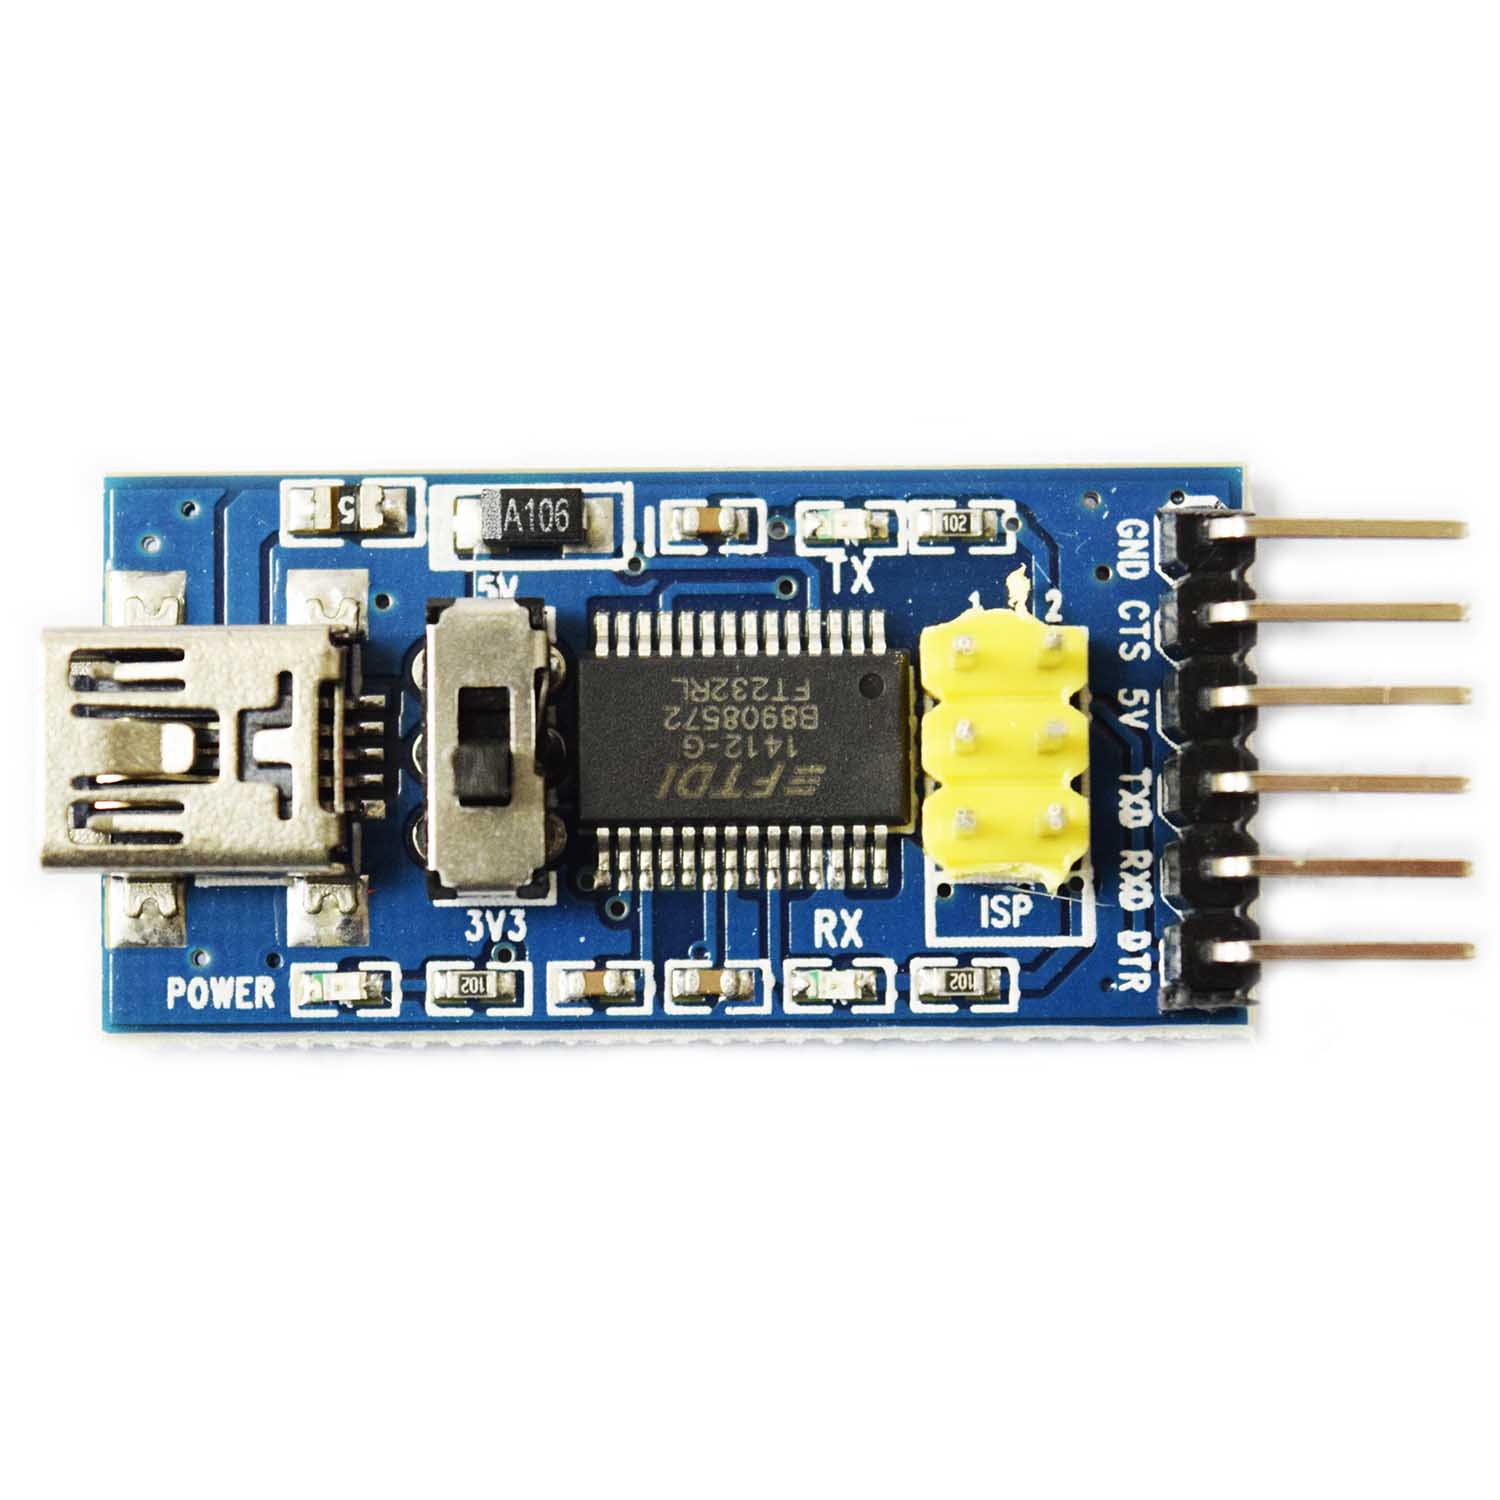 5
A106
102
5V
TX
1 2
GND
CTS
5V
TXD
RXD
DTR
FTDI
1412-G
B8908572
FT232RL
3V3
RX
ISP
POWER
102
102